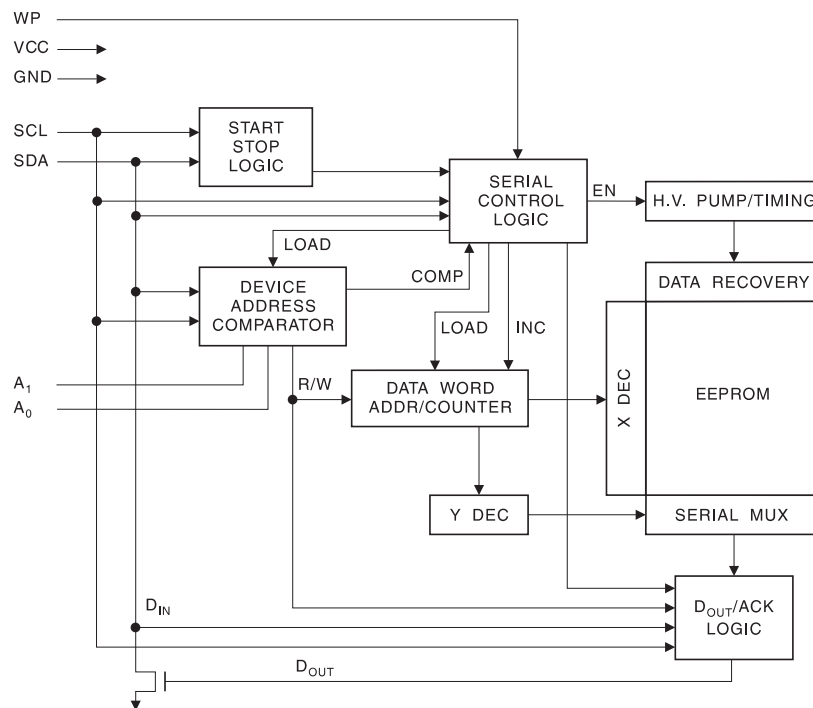 WP
VCC
GND
SCL
SDA
START
STOP
LOGIC
SERIAL
CONTROL
LOGIC
EN
H.V. PUMP/TIMING
LOAD
COMP
DEVICE
ADDRESS
COMPARATOR
LOAD
INC
DATA RECOVERY
A1
A0
R/W
DATA WORD
ADDR/COUNTER
X DEC
EEPROM
Y DEC
SERIAL MUX
DIN
DOUT/ACK
LOGIC
DOUT